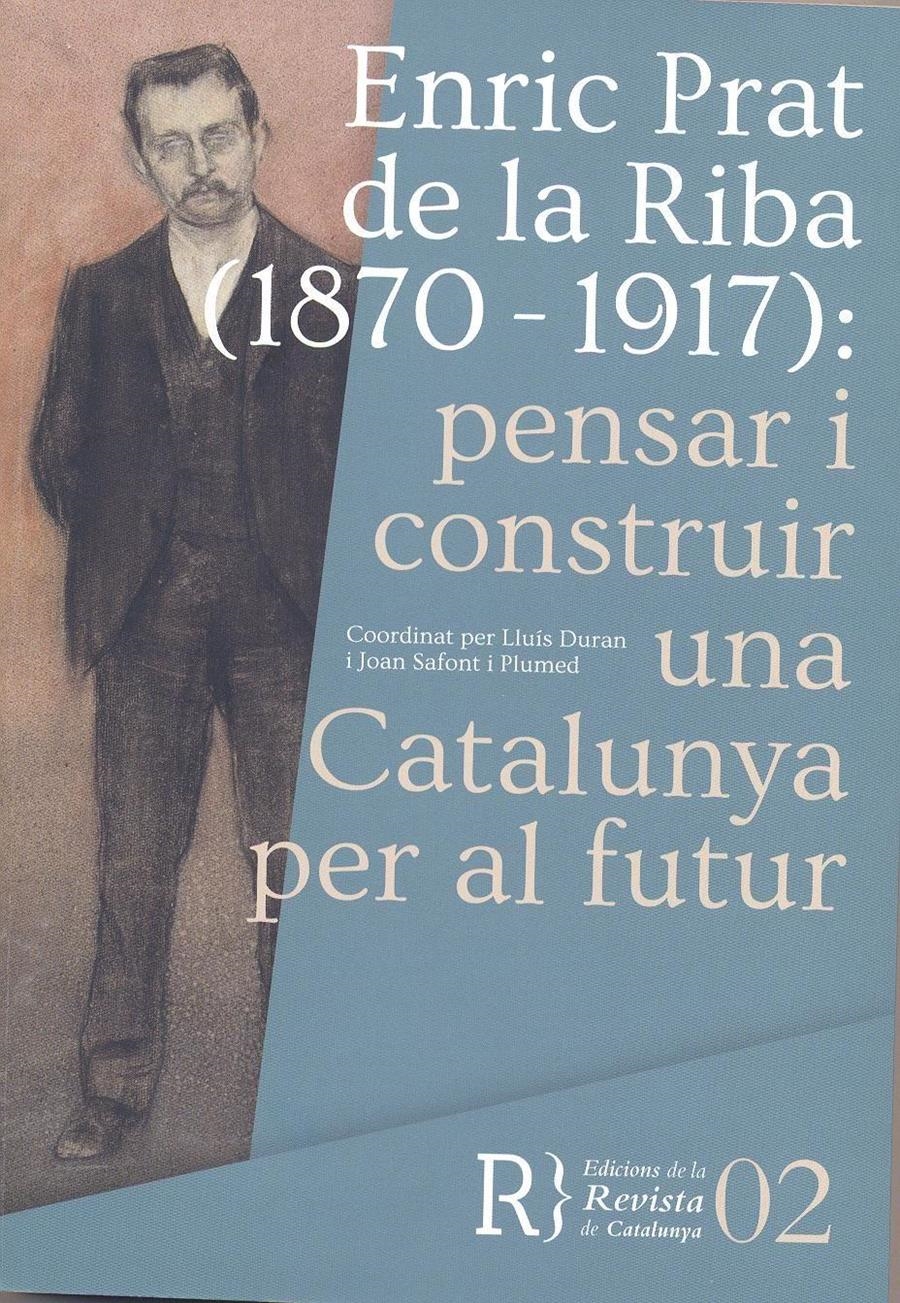 Enric Prat
de la Riba
(1870 - 1917):
pensar i
construir
una
Catalunya
per al futur
Coordinat per Lluís Duran
i Joan Safont i Plumed
R}
Edicions de la
Revista
de Catalunya
02